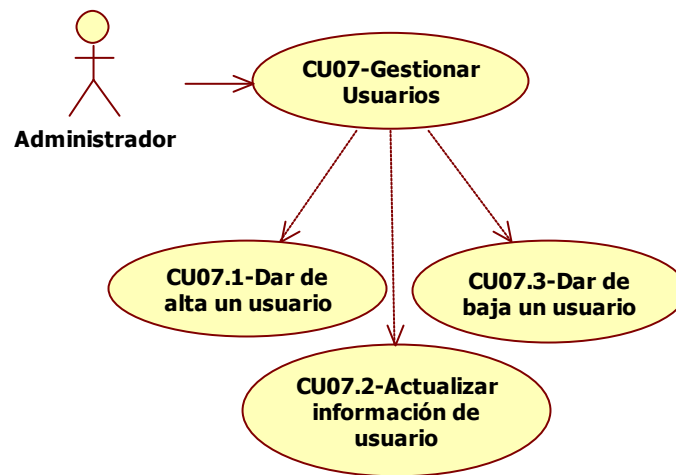 CU07-Gestionar
Usuarios
Administrador
CU07.1-Dar de
alta un usuario
CU07.3-Dar de
baja un usuario
CU07.2-Actualizar
información de
usuario